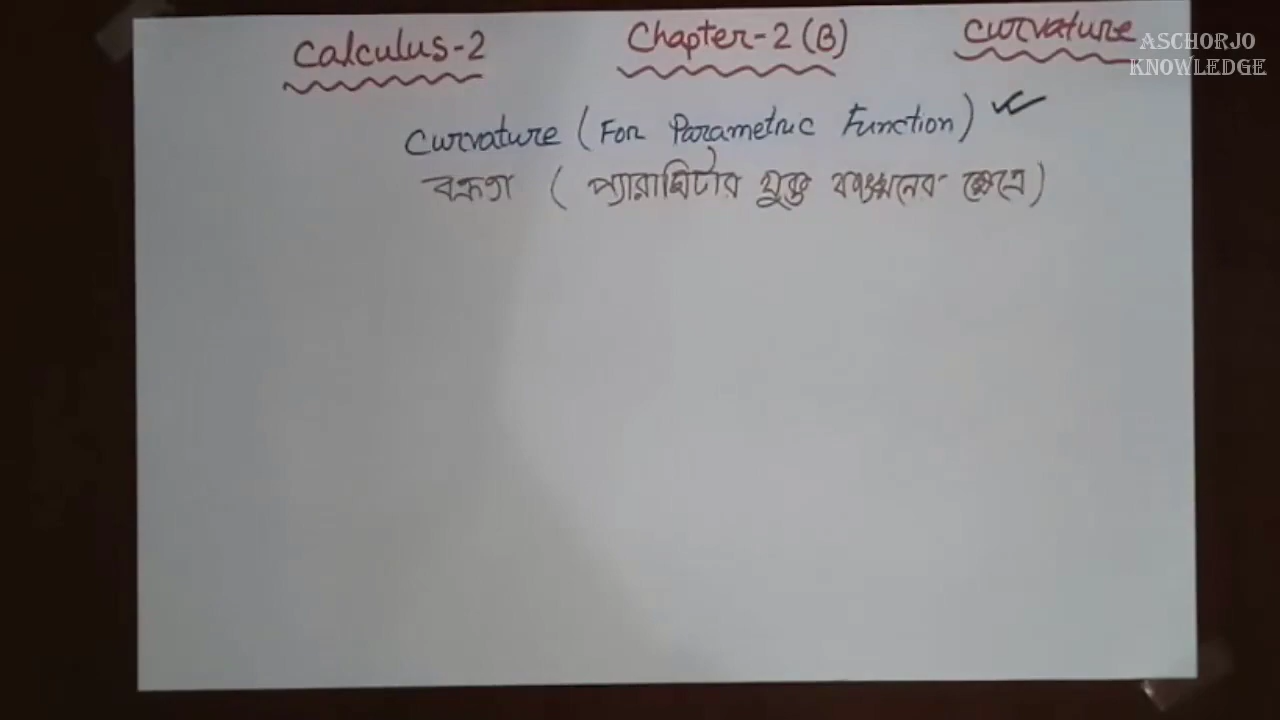 Calculus-2 Chapter-2 (B) Curvature
ASCHORJO
KNOWLEDGE
Curvature (For Parametric Function)
বক্রতা ( প্যারামিটার যুক্ত ফাংশনের ক্ষেত্রে )